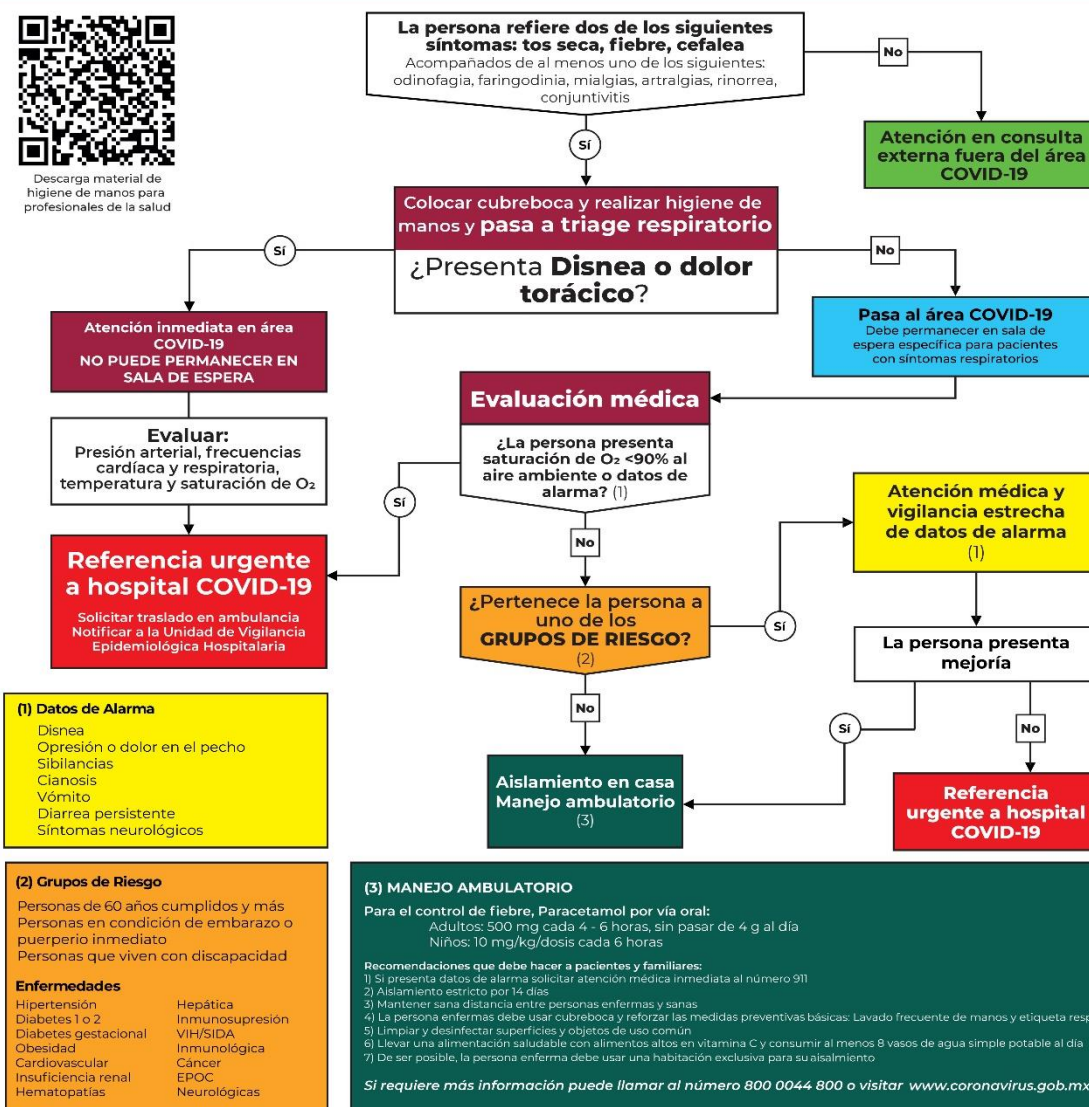 Descarga material de
higiene de manos para
profesionales de la salud
La persona refiere dos de los siguientes
síntomas: tos seca, fiebre, cefalea
Acompañados de al menos uno de los siguientes:
odinofagia, faringodinia, mialgias, artralgias, rinorrea,
conjuntivitis
No
Sí
Atención en consulta
externa fuera del área
COVID-19
Colocar cubreboca y realizar higiene de
manos y pasa a triage respiratorio
¿Presenta Disnea o dolor
torácico?
Sí
No
Atención inmediata en área
COVID-19
NO PUEDE PERMANECER EN
SALA DE ESPERA
Pasa al área COVID-19
Debe permanecer en sala de
espera específica para pacientes
con síntomas respiratorios
Evaluar:
Presión arterial, frecuencias
cardíaca y respiratoria,
temperatura y saturación de O₂
Evaluación médica
¿La persona presenta
saturación de O₂ <90% al
aire ambiente o datos de
alarma? (1)
Sí
No
Referencia urgente
a hospital COVID-19
Solicitar traslado en ambulancia
Notificar a la Unidad de Vigilancia
Epidemiológica Hospitalaria
¿Pertenece la persona a
uno de los
GRUPOS DE RIESGO?
(2)
Sí
No
Atención médica y
vigilancia estrecha
de datos de alarma
(1)
La persona presenta
mejoría
Sí
No
Aislamiento en casa
Manejo ambulatorio
(3)
Referencia
urgente a hospital
COVID-19
(1) Datos de Alarma
Disnea
Opresión o dolor en el pecho
Sibilancias
Cianosis
Vómito
Diarrea persistente
Síntomas neurológicos
(2) Grupos de Riesgo
Personas de 60 años cumplidos y más
Personas en condición de embarazo o
puerperio inmediato
Personas que viven con discapacidad
Enfermedades
Hipertensión
Diabetes 1 o 2
Diabetes gestacional
Obesidad
Cardiovascular
Insuficiencia renal
Hematopatías
Hepática
Inmunosupresión
VIH/SIDA
Inmunológica
Cáncer
EPOC
Neurológicas
(3) MANEJO AMBULATORIO
Para el control de fiebre, Paracetamol por vía oral:
Adultos: 500 mg cada 4 - 6 horas, sin pasar de 4 g al día
Niños: 10 mg/kg/dosis cada 6 horas
Recomendaciones que debe hacer a pacientes y familiares:
1) Si presenta datos de alarma solicitar atención médica inmediata al número 911
2) Aislamiento estricto por 14 días
3) Mantener sana distancia entre personas enfermas y sanas
4) La persona enfermas debe usar cubreboca y reforzar las medidas preventivas básicas: Lavado frecuente de manos y etiqueta resp
5) Limpiar y desinfectar superficies y objetos de uso común
6) Llevar una alimentación saludable con alimentos altos en vitamina C y consumir al menos 8 vasos de agua simple potable al día
7) De ser posible, la persona enferma debe usar una habitación exclusiva para su aisalmiento
Si requiere más información puede llamar al número 800 0044 800 o visitar www.coronavirus.gob.mx